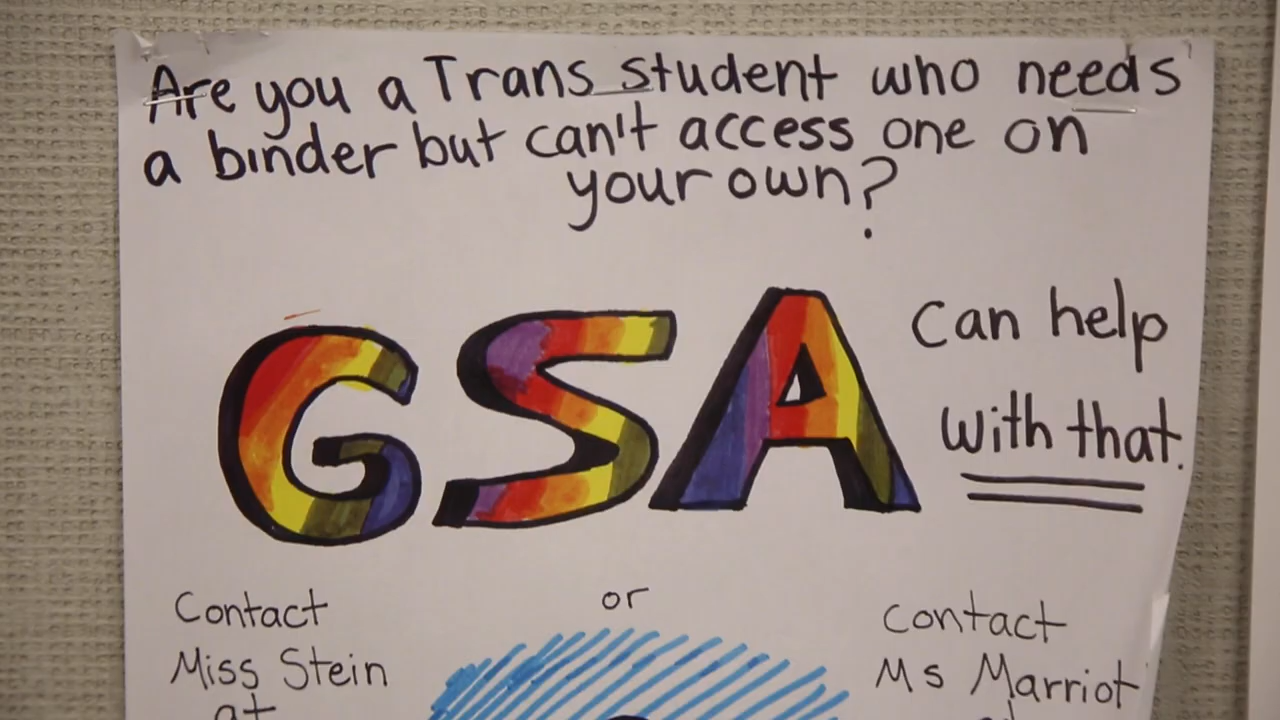 Are you a Trans student who needs
a binder but can't access one on
your own?
GSA
can help
with that.
or
Contact
Miss Stein
at
contact
Ms Marriot